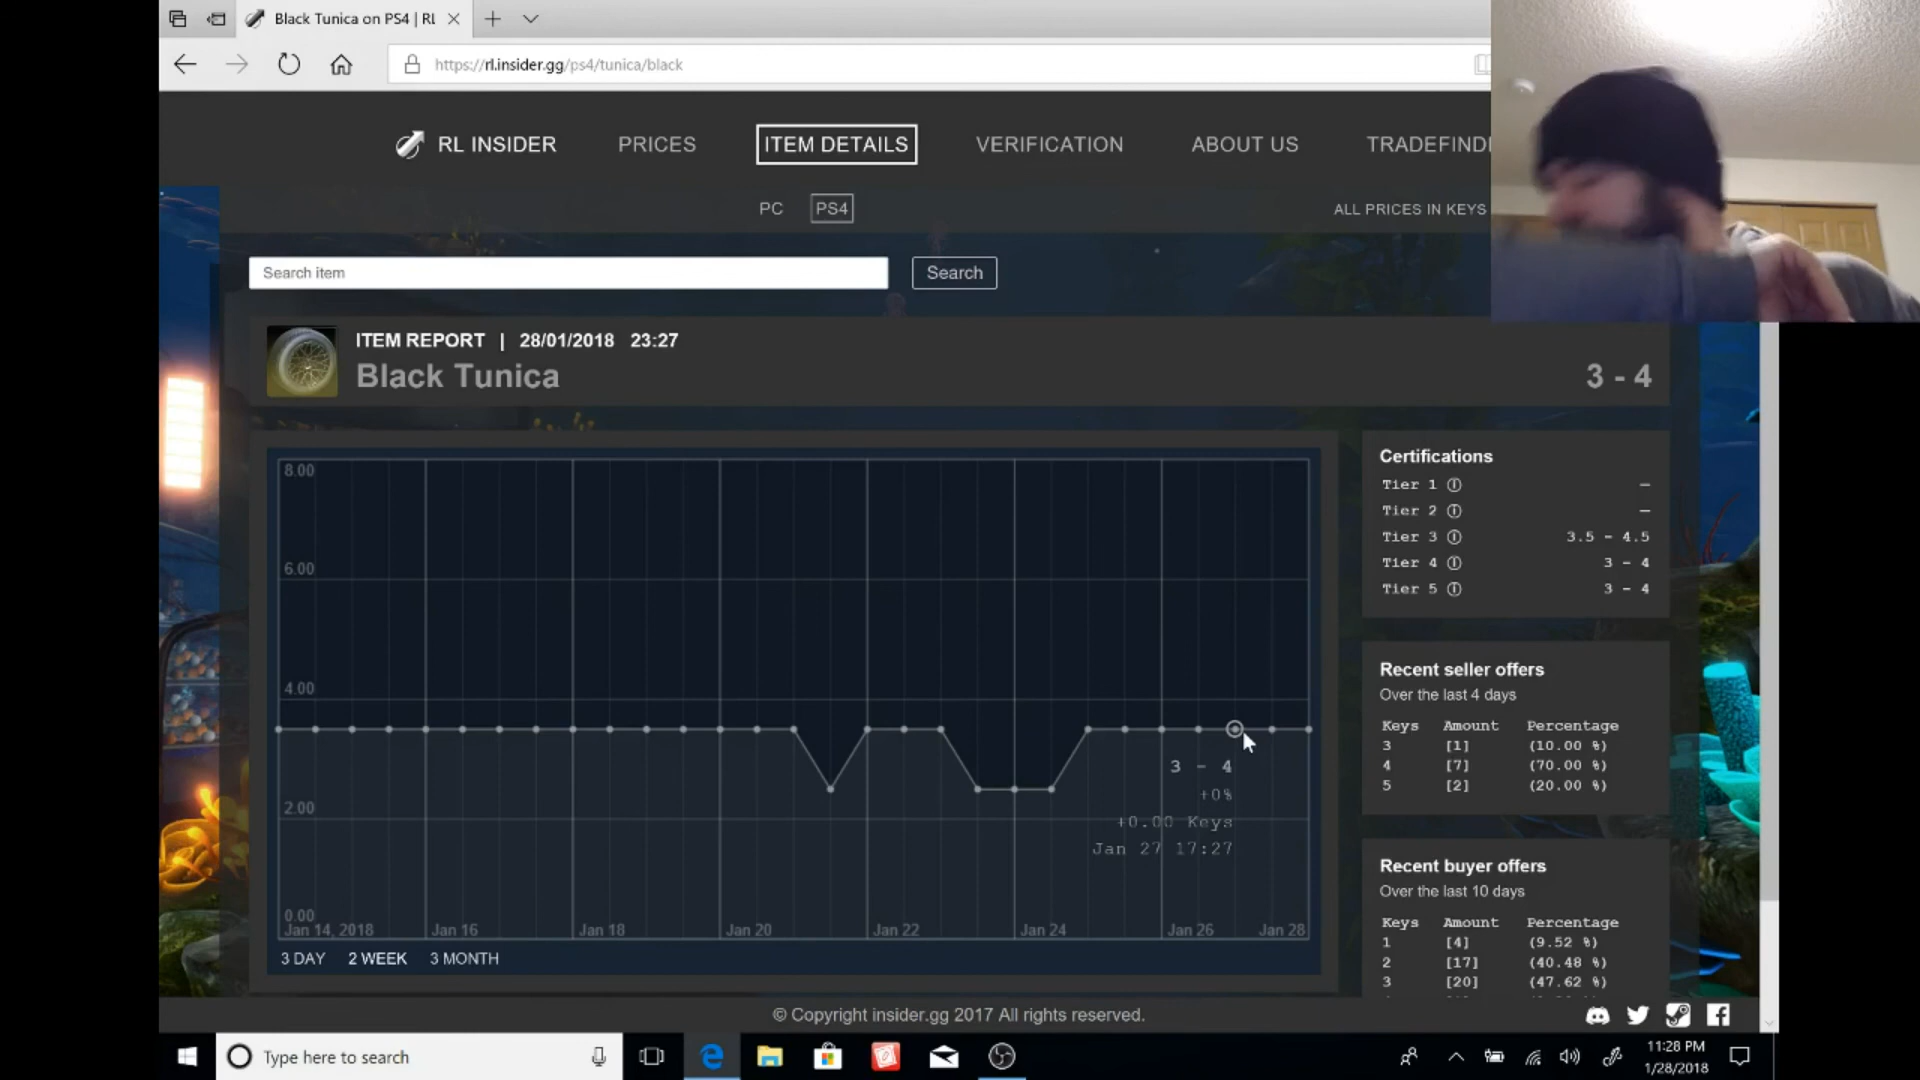 Black Tunica on PS4 | RL
https://rl.insider.gg/ps4/tunica/black
RL INSIDER
PRICES
ITEM DETAILS
VERIFICATION
ABOUT US
TRADEFIND
PC
PS4
ALL PRICES IN KEYS
Search item
Search
ITEM REPORT | 28/01/2018 23:27
Black Tunica
3 - 4
8.00
6.00
4.00
2.00
0.00
3 - 4
+0%
+0.00 Keys
Jan 27 17:27
Jan 14, 2018
Jan 16
Jan 18
Jan 20
Jan 22
Jan 24
Jan 26
Jan 28
3 DAY
2 WEEK
3 MONTH
Certifications
Tier 1 –
Tier 2 –
Tier 3 3.5 - 4.5
Tier 4 3 - 4
Tier 5 3 - 4
Recent seller offers
Over the last 4 days
Keys Amount Percentage
3 [1] (10.00 %)
4 [7] (70.00 %)
5 [2] (20.00 %)
Recent buyer offers
Over the last 10 days
Keys Amount Percentage
1 [4] (9.52 %)
2 [17] (40.48 %)
3 [20] (47.62 %)
© Copyright insider.gg 2017 All rights reserved.
Type here to search
11:28 PM
1/28/2018